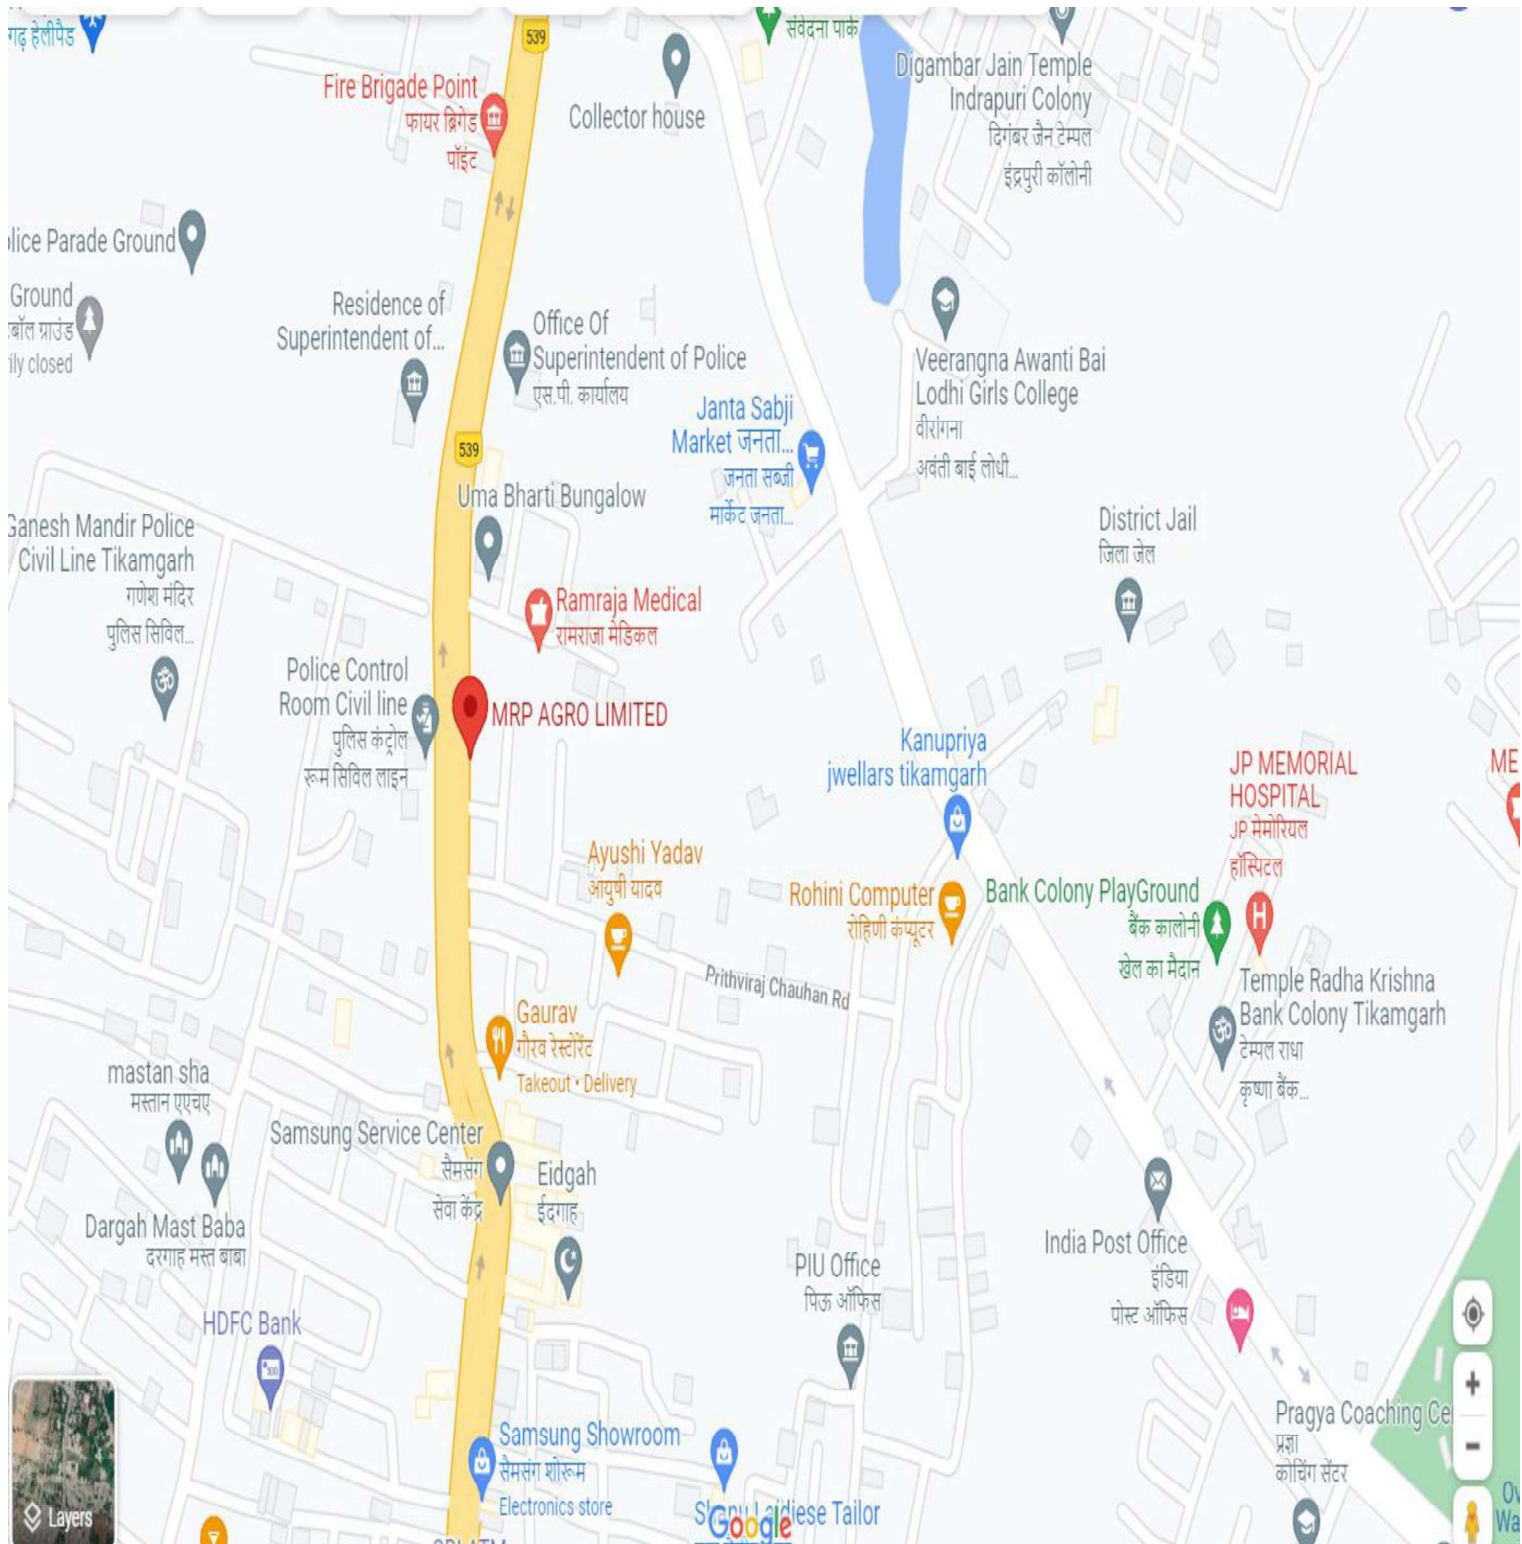 गढ़ हेलीपैड
539
संवेदना पार्क
Fire Brigade Point
फायर ब्रिगेड
पॉइंट
Collector house
Digambar Jain Temple
Indrapuri Colony
दिगंबर जैन टेम्पल
इंद्रपुरी कॉलोनी
lice Parade Ground
Ground
बॉल ग्राउंड
ily closed
Residence of
Superintendent of...
Office Of
Superintendent of Police
एस.पी. कार्यालय
Veerangna Awanti Bai
Lodhi Girls College
वीरांगना
अवंती बाई लोधी...
Janta Sabji
Market जनता...
जनता सब्जी
मार्केट जनता...
539
Uma Bharti Bungalow
Ganesh Mandir Police
Civil Line Tikamgarh
गणेश मंदिर
पुलिस सिविल...
District Jail
जिला जेल
Ramraja Medical
रामराजा मेडिकल
Police Control
Room Civil line
पुलिस कंट्रोल
रूम सिविल लाइन
MRP AGRO LIMITED
Kanupriya
jwellars tikamgarh
JP MEMORIAL
HOSPITAL
JP मेमोरियल
हॉस्पिटल
ME
Ayushi Yadav
आयुषी यादव
Rohini Computer
रोहिणी कंप्यूटर
Bank Colony PlayGround
बैंक कालोनी
खेल का मैदान
Prithviraj Chauhan Rd
Temple Radha Krishna
Bank Colony Tikamgarh
टेम्पल राधा
कृष्णा बैंक...
Gaurav
गौरव रेस्टोरेंट
Takeout • Delivery
mastan sha
मस्तान एएचए
Samsung Service Center
सैमसंग
सेवा केंद्र
Eidgah
ईदगाह
Dargah Mast Baba
दरगाह मस्त बाबा
India Post Office
इंडिया
पोस्ट ऑफिस
PIU Office
पिऊ ऑफिस
HDFC Bank
Pragya Coaching Ce
प्रज्ञा
कोचिंग सेंटर
Samsung Showroom
सैमसंग शोरूम
Electronics store
Layers
Google
Ov
Wa